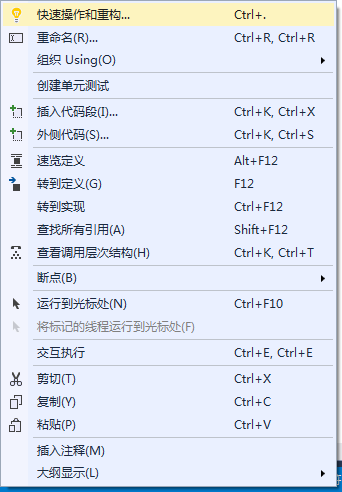 快速操作和重构... Ctrl+.
重命名(R)... Ctrl+R, Ctrl+R
组织 Using(O)
创建单元测试
插入代码段(I)... Ctrl+K, Ctrl+X
外侧代码(S)... Ctrl+K, Ctrl+S
速览定义 Alt+F12
转到定义(G) F12
转到实现 Ctrl+F12
查找所有引用(A) Shift+F12
查看调用层次结构(H) Ctrl+K, Ctrl+T
断点(B)
运行到光标处(N) Ctrl+F10
将标记的线程运行到光标处(F)
交互执行 Ctrl+E, Ctrl+E
剪切(T) Ctrl+X
复制(Y) Ctrl+C
粘贴(P) Ctrl+V
插入注释(M)
大纲显示(L)